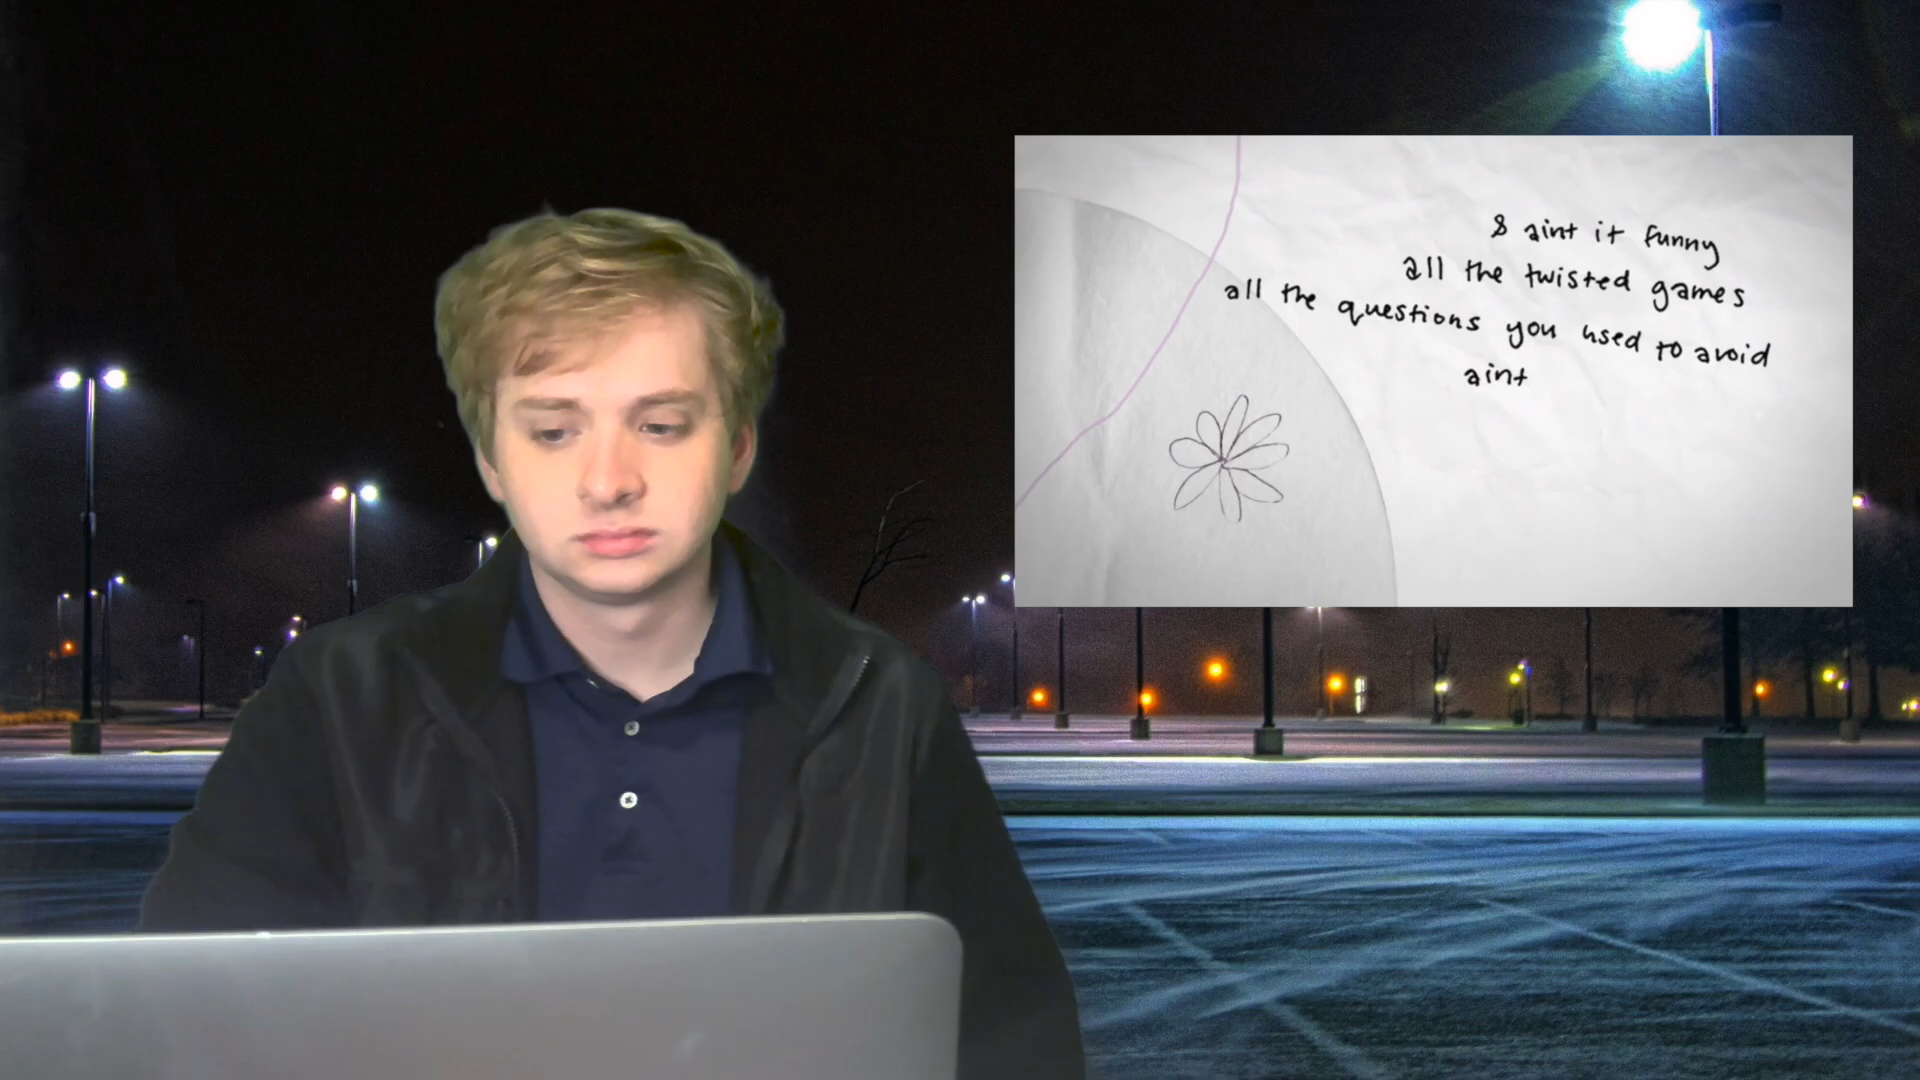 & aint it funny
all the twisted games
all the questions you used to avoid
aint